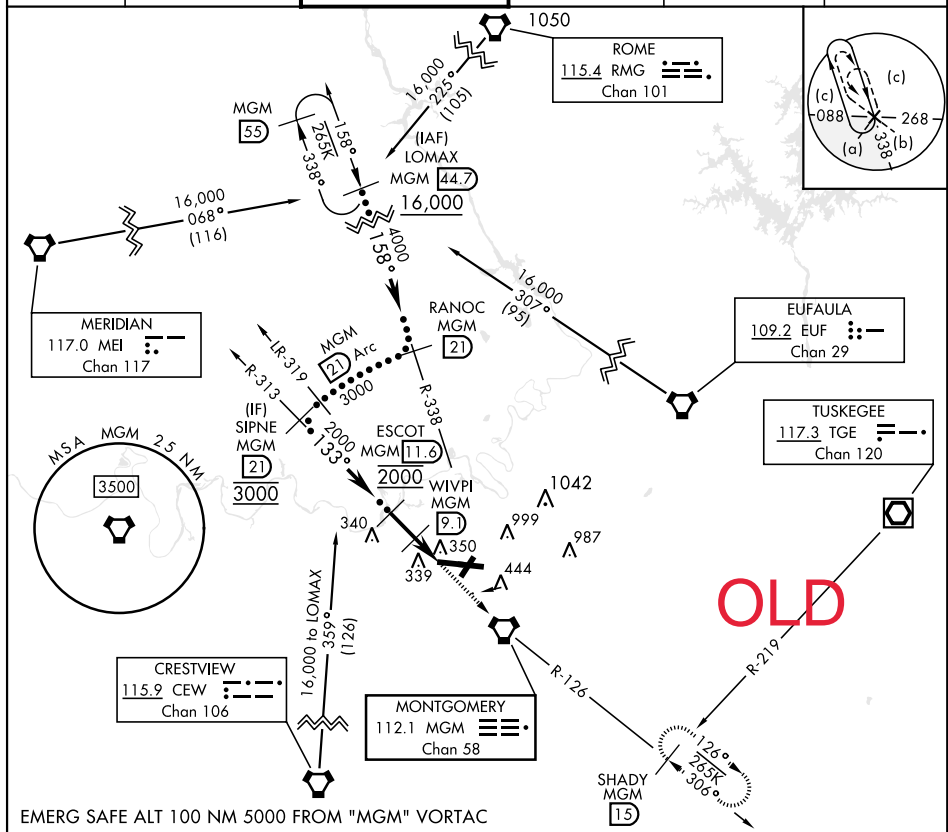 1050
ROME
115.4 RMG
Chan 101
16,000
225°
(105)
(c)
(c)
088
268
(a)
(b)
338
MGM
55
265K
158°
338°
(IAF)
LOMAX
MGM 44.7
16,000
16,000
068°
(116)
4000
158°
16,000
307°
(95)
MERIDIAN
117.0 MEI
Chan 117
RANOC
MGM
21
EUFAULA
109.2 EUF
Chan 29
MGM
21 Arc
3000
LR-319
R-313
R-338
(IF)
SIPNE
MGM
21
3000
2000
133°
ESCOT
MGM 11.6
2000
TUSKEGEE
117.3 TGE
Chan 120
MSA MGM 25 NM
3500
WIVPI
MGM
9.1
1042
999
987
340
350
339
444
OLD
R-219
16,000 to LOMAX
359°
(126)
CRESTVIEW
115.9 CEW
Chan 106
MONTGOMERY
112.1 MGM
Chan 58
R-126
126°
265K
306°
SHADY
MGM
15
EMERG SAFE ALT 100 NM 5000 FROM "MGM" VORTAC